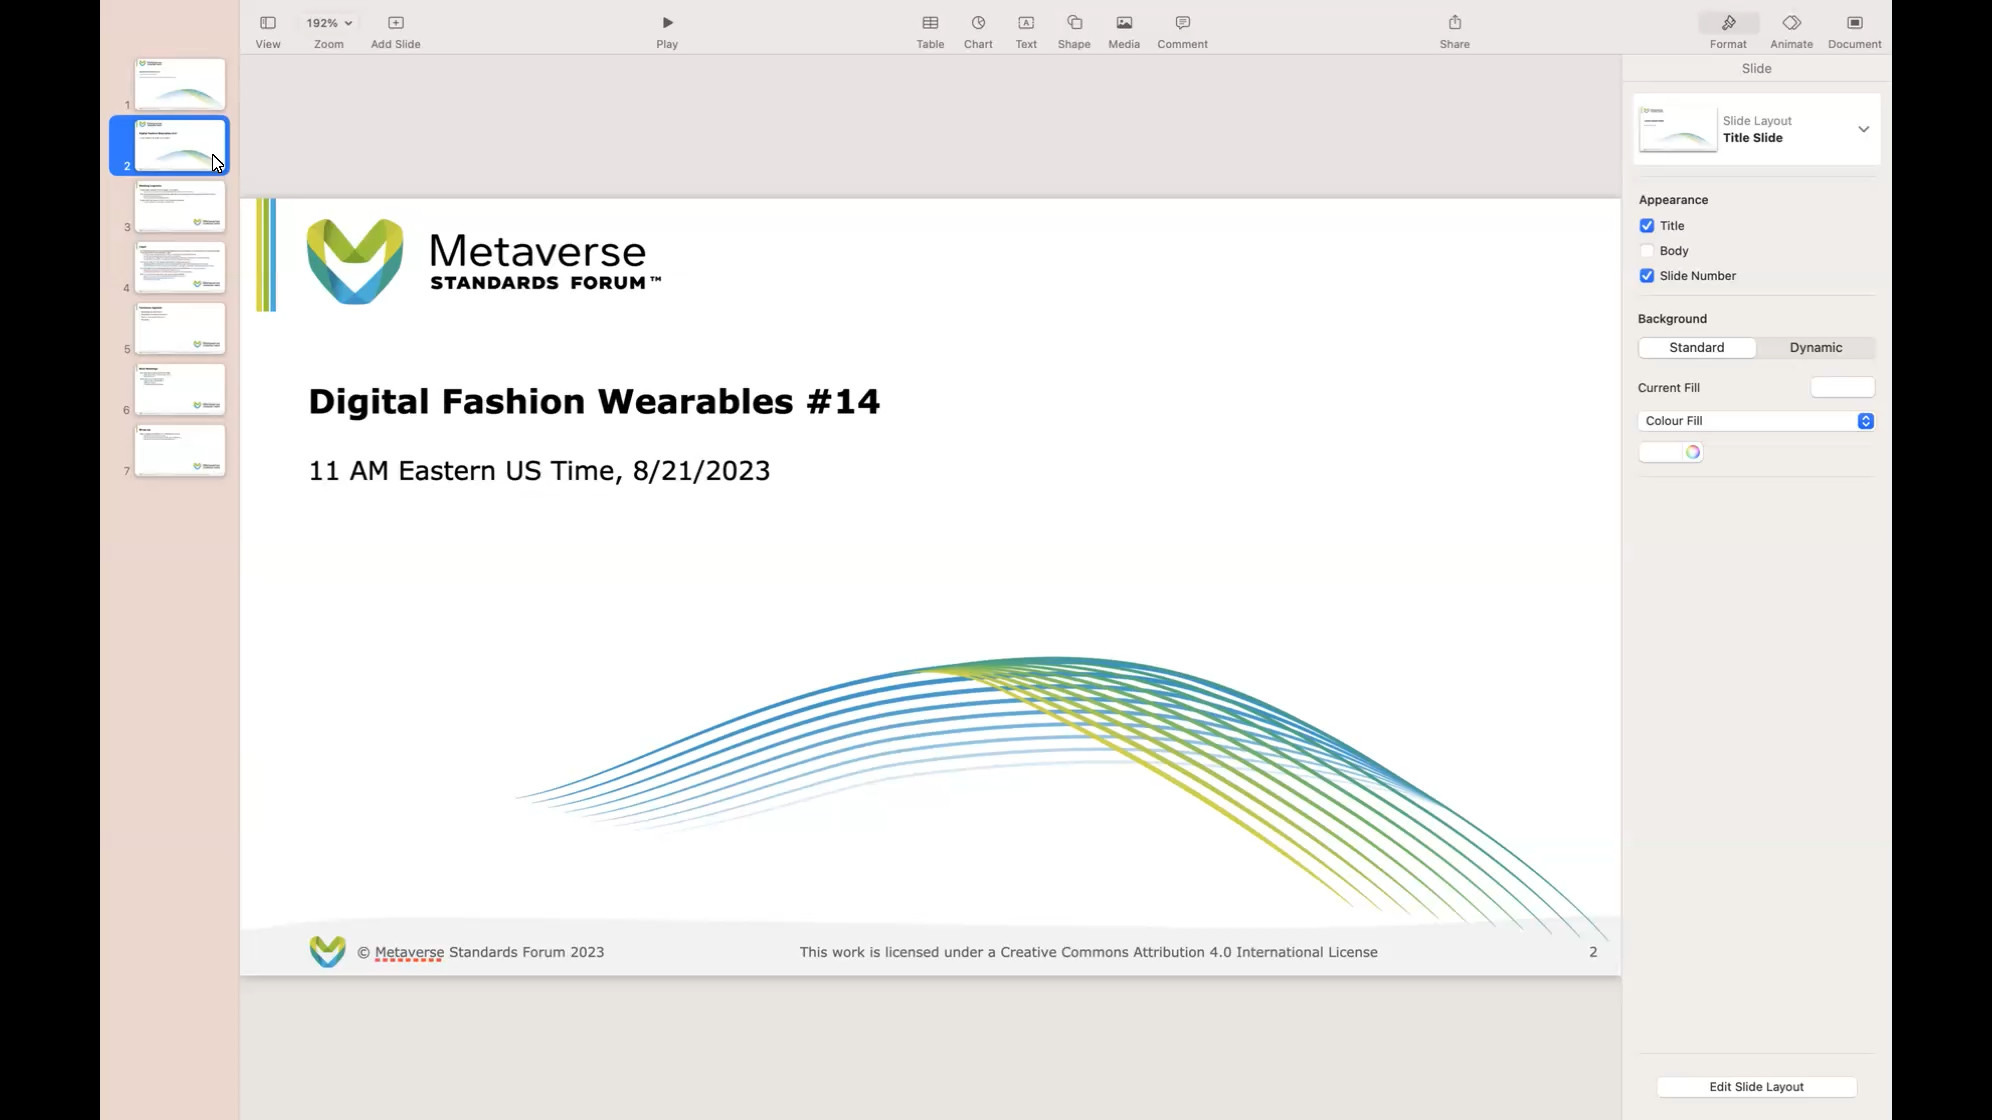 192%
View
Zoom
Add Slide
Play
Table
Chart
Text
Shape
Media
Comment
Share
Format
Animate
Document
1
2
3
4
5
6
7
Metaverse
STANDARDS FORUM™
Digital Fashion Wearables #14
11 AM Eastern US Time, 8/21/2023
© Metaverse Standards Forum 2023
This work is licensed under a Creative Commons Attribution 4.0 International License
2
Slide
Slide Layout
Title Slide
Appearance
Title
Body
Slide Number
Background
Standard
Dynamic
Current Fill
Colour Fill
Edit Slide Layout